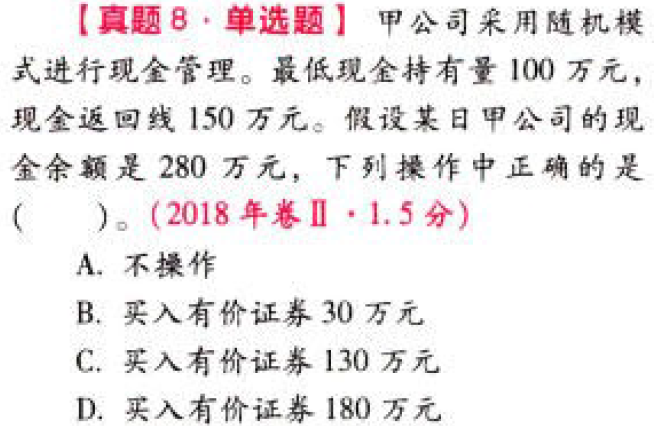 【真题8·单选题】 甲公司采用随机模
式进行现金管理。最低现金持有量 100 万元，
现金返回线 150 万元。假设某日甲公司的现
金余额是 280 万元，下列操作中正确的是
（　　）。（2018 年卷Ⅱ·1.5 分）
A. 不操作
B. 买入有价证券 30 万元
C. 买入有价证券 130 万元
D. 买入有价证券 180 万元